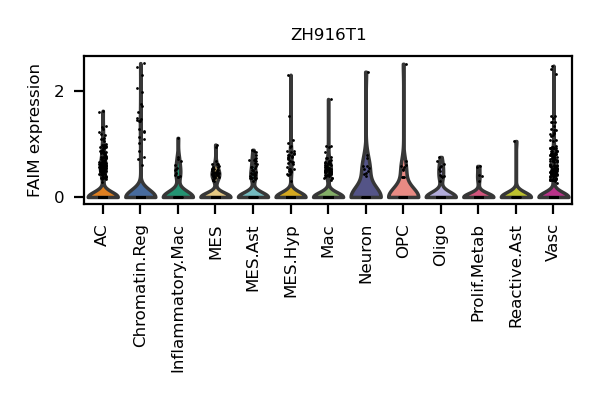 ZH916T1
FAIM expression
2
0
AC
Chromatin.Reg
Inflammatory.Mac
MES
MES.Ast
MES.Hyp
Mac
Neuron
OPC
Oligo
Prolif.Metab
Reactive.Ast
Vasc